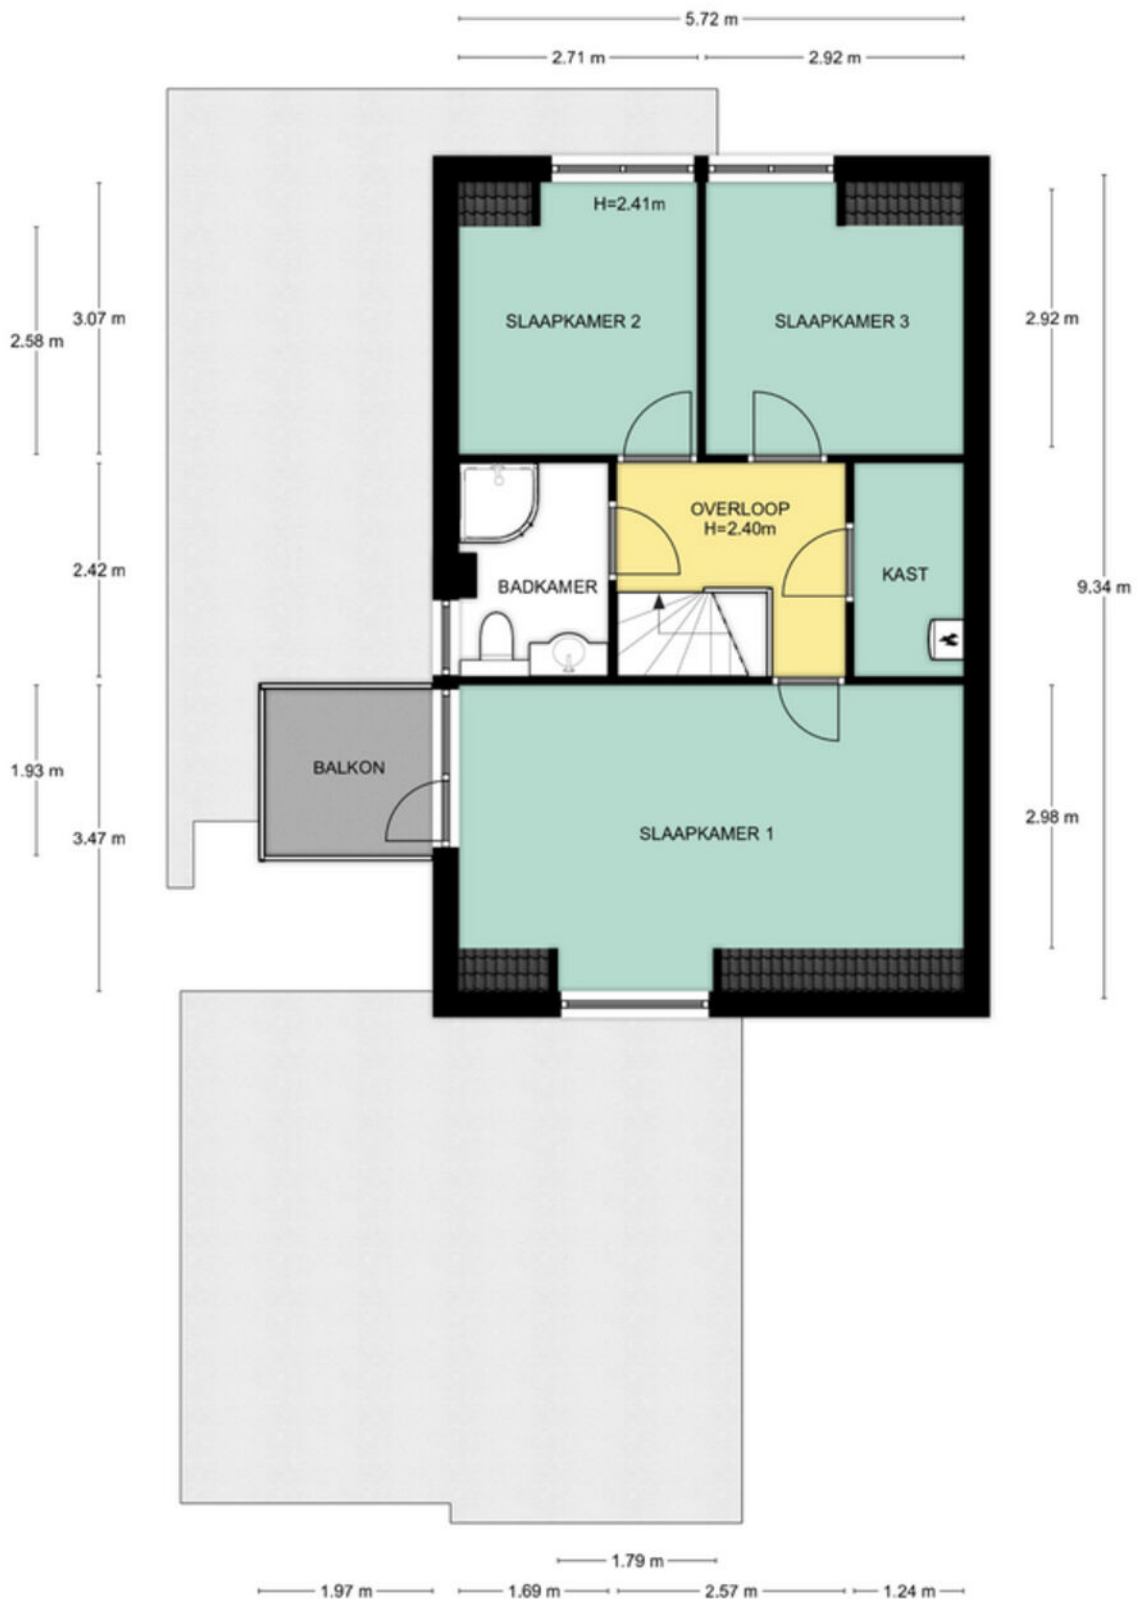 5.72 m
2.71 m
2.92 m
H=2.41m
SLAAPKAMER 2
SLAAPKAMER 3
3.07 m
2.58 m
2.92 m
OVERLOOP
H=2.40m
BADKAMER
KAST
2.42 m
9.34 m
BALKON
1.93 m
SLAAPKAMER 1
3.47 m
2.98 m
1.79 m
1.97 m
1.69 m
2.57 m
1.24 m